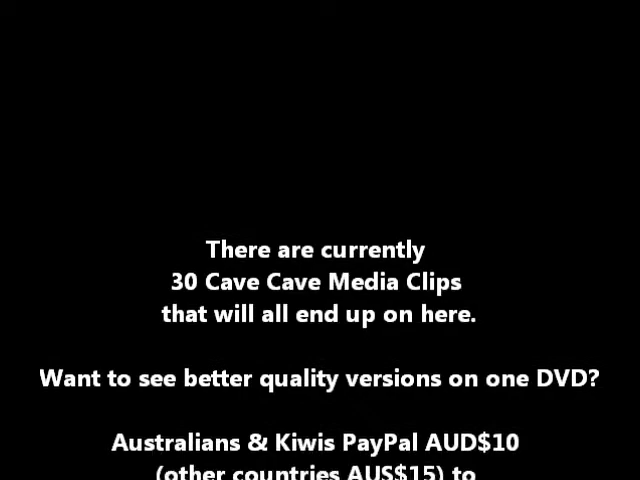 There are currently
30 Cave Cave Media Clips
that will all end up on here.
Want to see better quality versions on one DVD?
Australians & Kiwis PayPal AUD$10
(other countries AUS$15) to